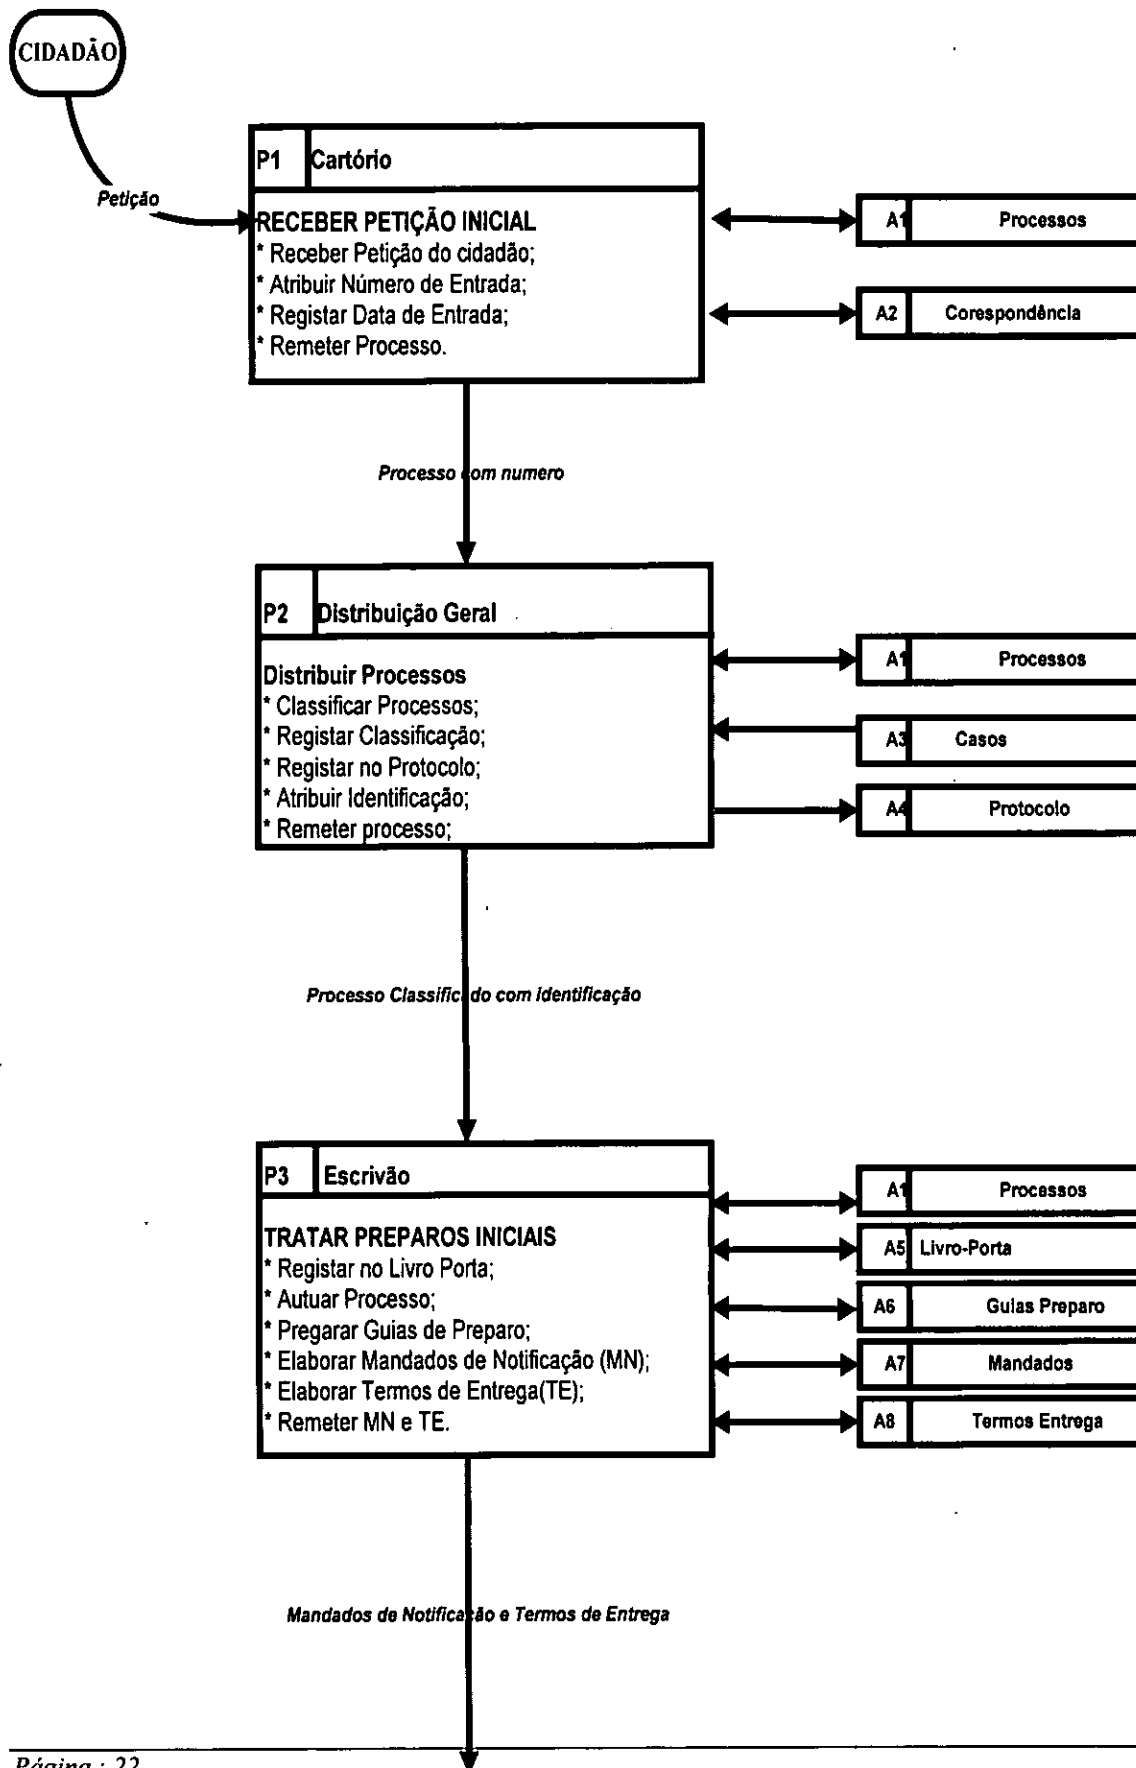 CIDADÃO
Petição
P1 Cartório
RECEBER PETIÇÃO INICIAL
* Receber Petição do cidadão;
* Atribuir Número de Entrada;
* Registar Data de Entrada;
* Remeter Processo.
A1 Processos
A2 Corespondência
Processo com numero
P2 Distribuição Geral
Distribuir Processos
* Classificar Processos;
* Registar Classificação;
* Registar no Protocolo;
* Atribuir Identificação;
* Remeter processo;
A1 Processos
A3 Casos
A4 Protocolo
Processo Classificado com identificação
P3 Escrivão
TRATAR PREPAROS INICIAIS
* Registar no Livro Porta;
* Autuar Processo;
* Pregarar Guias de Preparo;
* Elaborar Mandados de Notificação (MN);
* Elaborar Termos de Entrega(TE);
* Remeter MN e TE.
A1 Processos
A5 Livro-Porta
A6 Guias Preparo
A7 Mandados
A8 Termos Entrega
Mandados de Notificação e Termos de Entrega
Página : 22